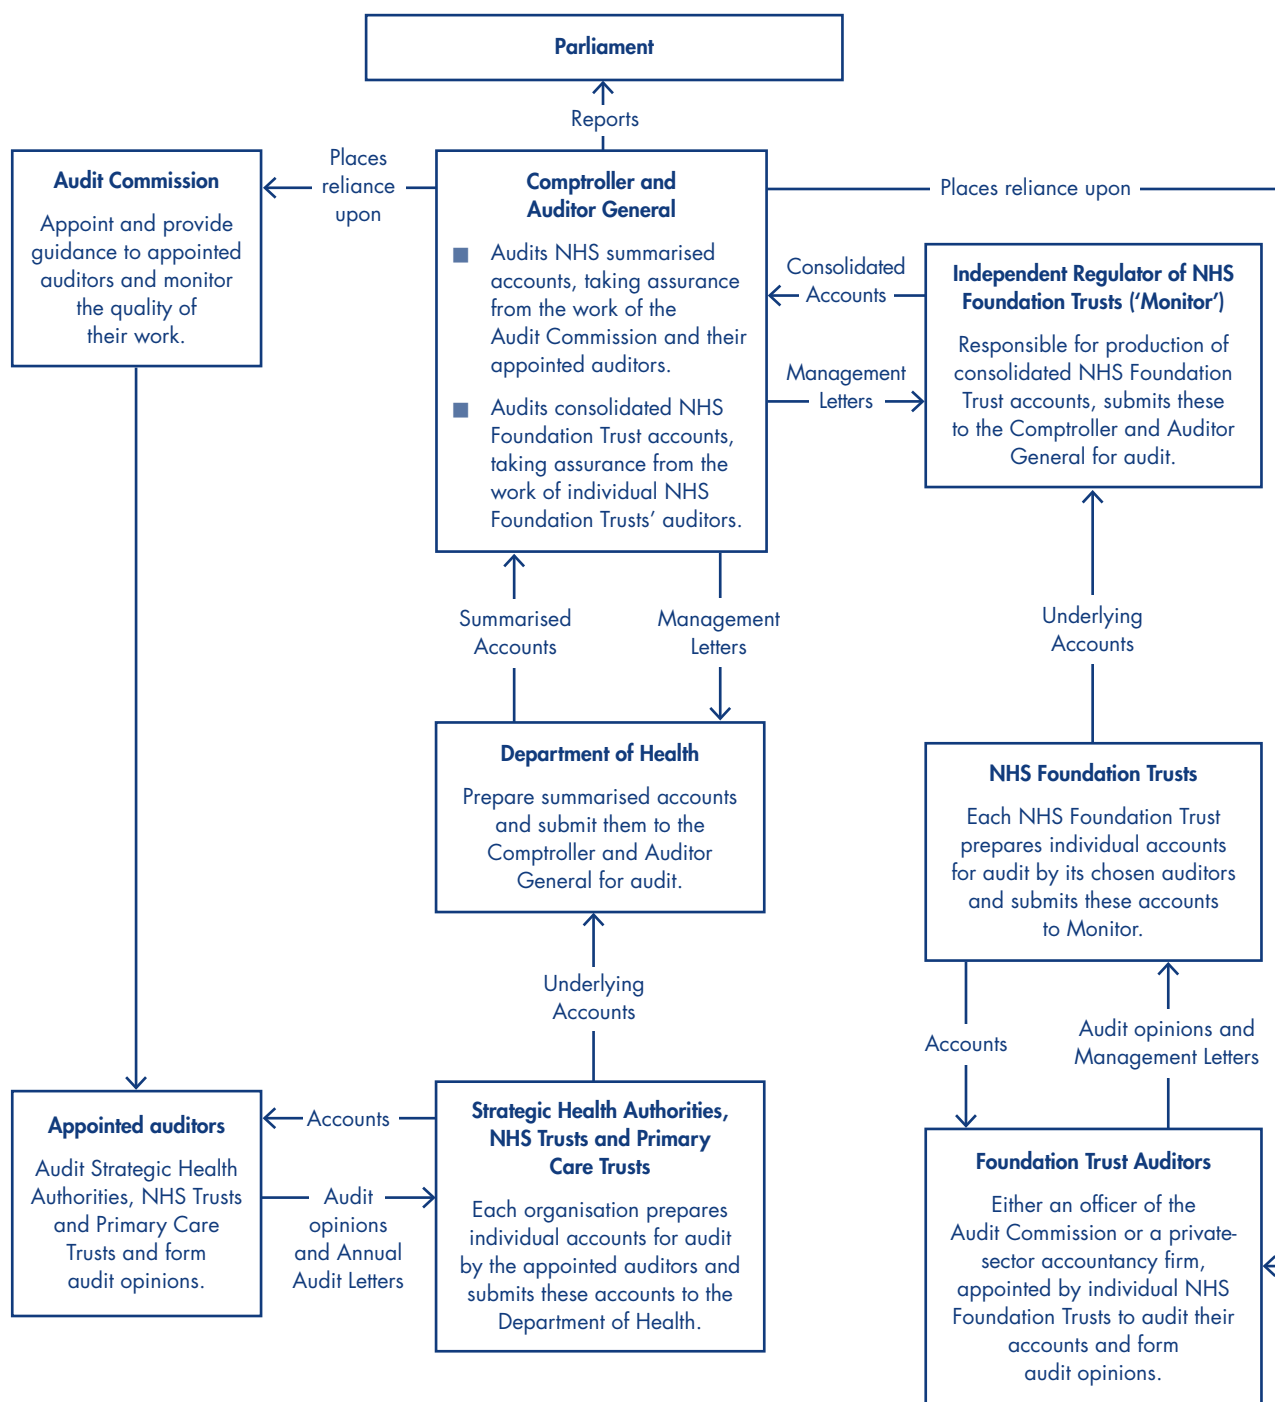 Parliament
Reports
Audit Commission
Appoint and provide
guidance to appointed
auditors and monitor
the quality of
their work.
Places
reliance
upon
Comptroller and
Auditor General
■ Audits NHS summarised
accounts, taking assurance
from the work of the
Audit Commission and their
appointed auditors.
■ Audits consolidated NHS
Foundation Trust accounts,
taking assurance from the
work of individual NHS
Foundation Trusts’ auditors.
Places reliance upon
Consolidated
Accounts
Management
Letters
Independent Regulator of NHS
Foundation Trusts (‘Monitor’)
Responsible for production of
consolidated NHS Foundation
Trust accounts, submits these
to the Comptroller and Auditor
General for audit.
Summarised
Accounts
Management
Letters
Underlying
Accounts
Department of Health
Prepare summarised accounts
and submit them to the
Comptroller and Auditor
General for audit.
NHS Foundation Trusts
Each NHS Foundation Trust
prepares individual accounts
for audit by its chosen auditors
and submits these accounts
to Monitor.
Underlying
Accounts
Accounts
Audit opinions and
Management Letters
Appointed auditors
Audit Strategic Health
Authorities, NHS Trusts
and Primary Care
Trusts and form
audit opinions.
Accounts
Audit
opinions
and Annual
Audit Letters
Strategic Health Authorities,
NHS Trusts and Primary
Care Trusts
Each organisation prepares
individual accounts for audit
by the appointed auditors and
submits these accounts to the
Department of Health.
Foundation Trust Auditors
Either an officer of the
Audit Commission or a private-
sector accountancy firm,
appointed by individual NHS
Foundation Trusts to audit their
accounts and form
audit opinions.